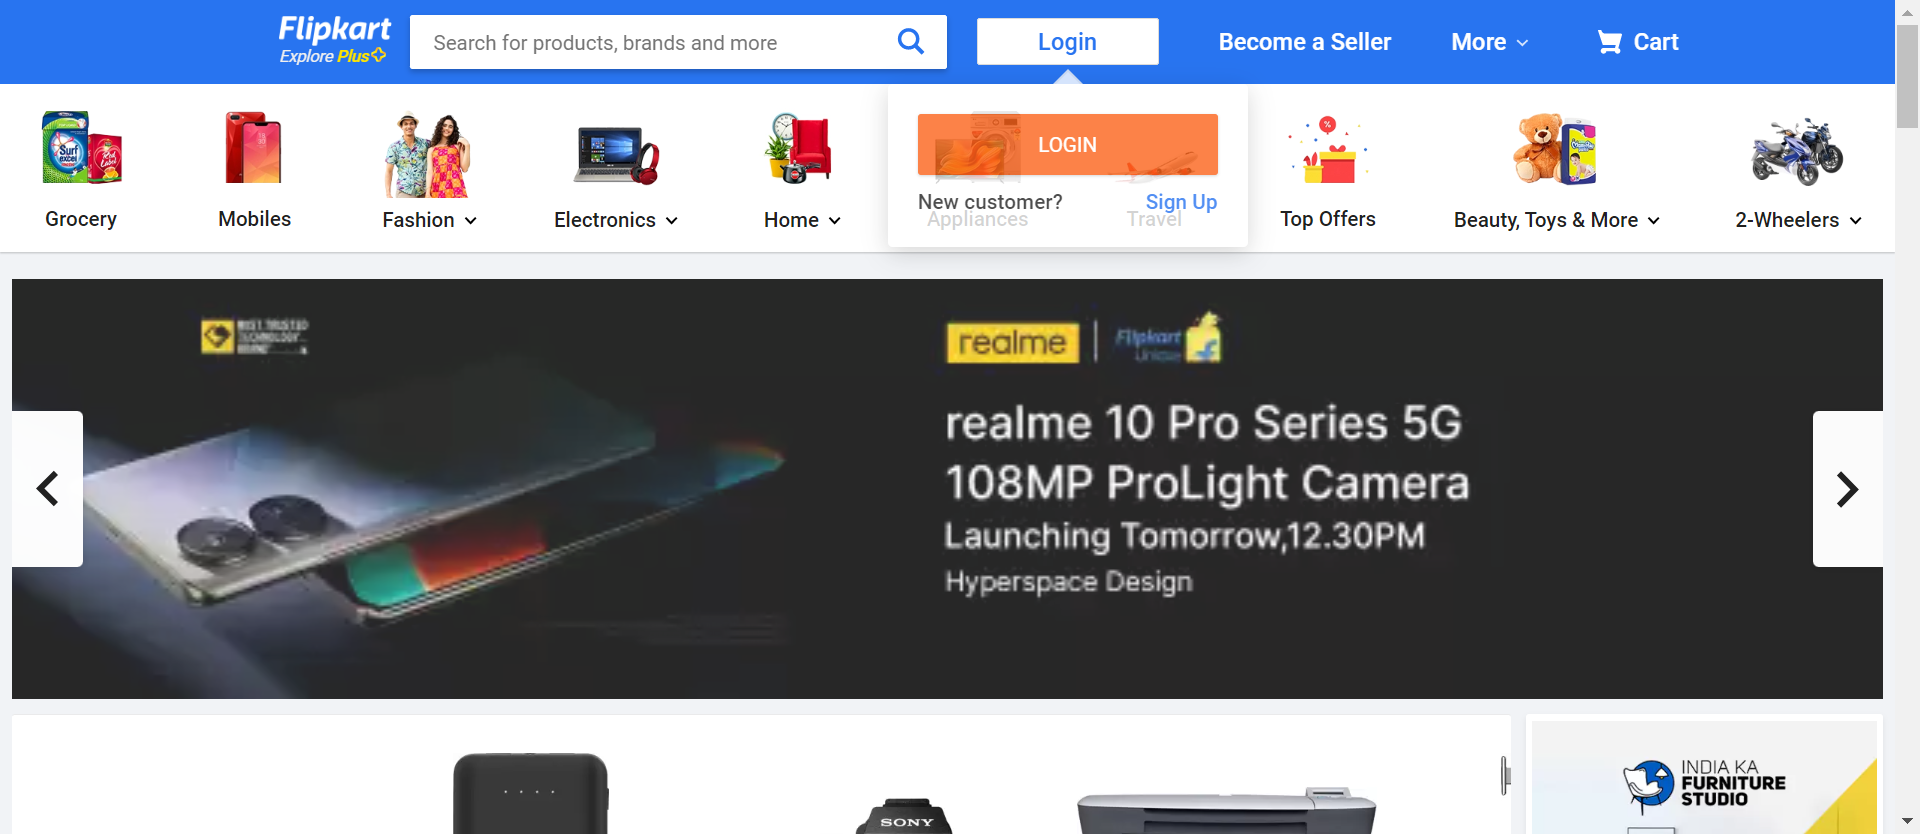 Flipkart
Explore Plus
Search for products, brands and more
Login
Become a Seller
More
Cart
LOGIN
New customer?
Sign Up
Grocery
Mobiles
Fashion
Electronics
Home
Appliances
Travel
Top Offers
Beauty, Toys & More
2-Wheelers
MOST TRUSTED
TECHNOLOGY
BRAND
realme
Flipkart
Unique
realme 10 Pro Series 5G
108MP ProLight Camera
Launching Tomorrow,12.30PM
Hyperspace Design
SONY
INDIA KA
FURNITURE
STUDIO